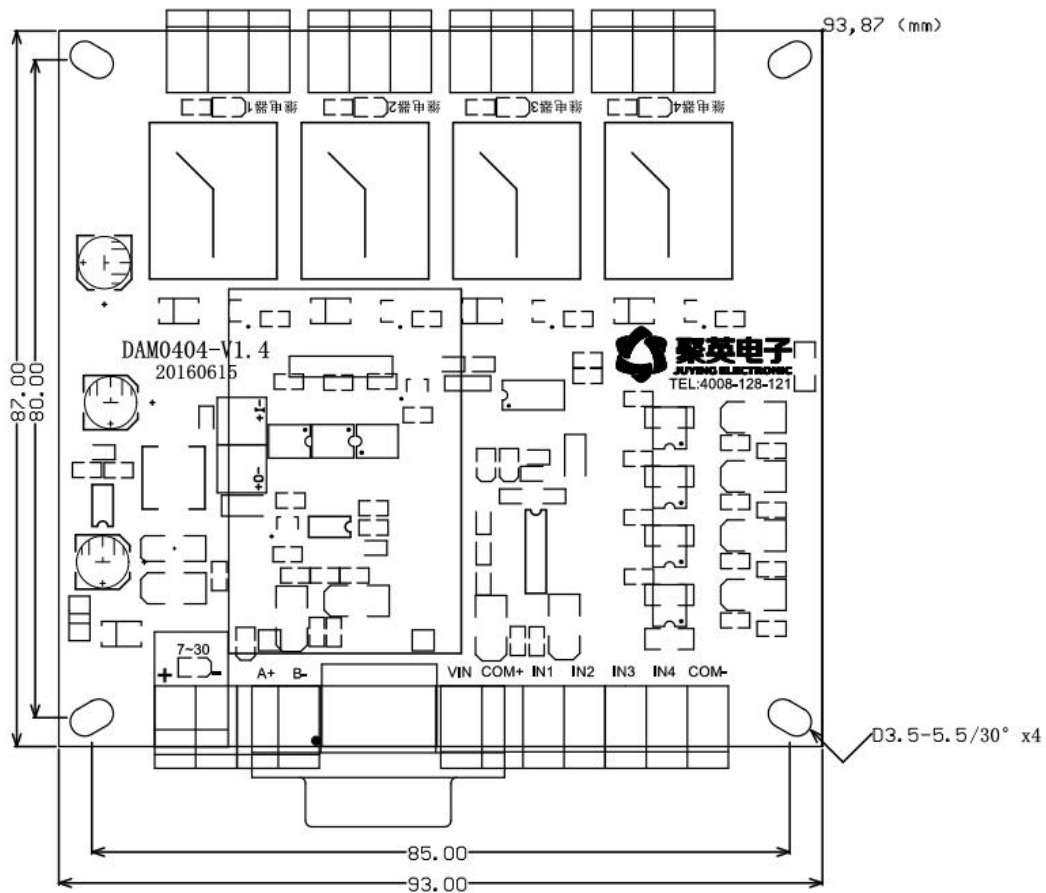 93,87 (mm)
继电器1
继电器2
继电器3
继电器4
DAM0404-V1.4
20160615
聚英电子
JUYING ELECTRONIC
TEL:4008-128-121
87.00
80.00
+I-
+O-
7~30
+ -
A+ B-
VIN COM+ IN1 IN2 IN3 IN4 COM-
D3.5-5.5/30° x4
85.00
93.00